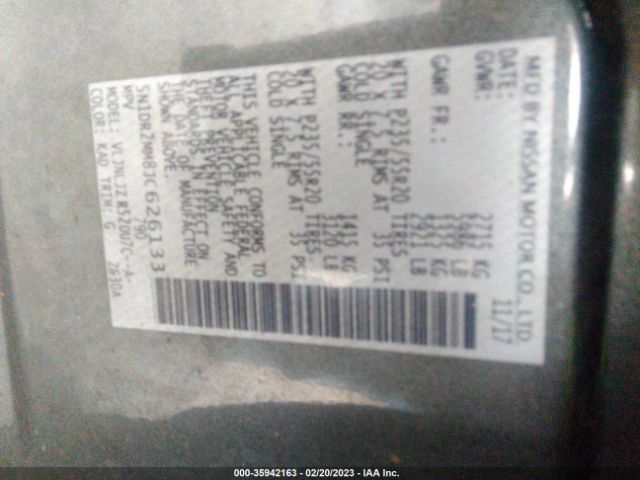 MFD BY NISSAN MOTOR CO., LTD
DATE: 11/17
GVWR: 2715 KG
LB
GAWR FR.: KG
2911 LB
WITH P235/55R20 TIRES
20 X 7.5 RIMS AT 35 PSI
COLD SINGLE
GAWR RR.: 1415 KG
3120 LB
WITH P235/55R20 TIRES
20 X 7.5 RIMS AT 35 PSI
COLD SINGLE
THIS VEHICLE CONFORMS TO
ALL APPLICABLE FEDERAL
MOTOR VEHICLE SAFETY AND
THEFT PREVENTION
STANDARDS IN EFFECT ON
THE DATE OF MANUFACTURE
SHOWN ABOVE.
5N1DR2MM8JC626133
MPV
COLOR: KAD TRIM: G
000-35942163 - 02/20/2023 - IAA Inc.